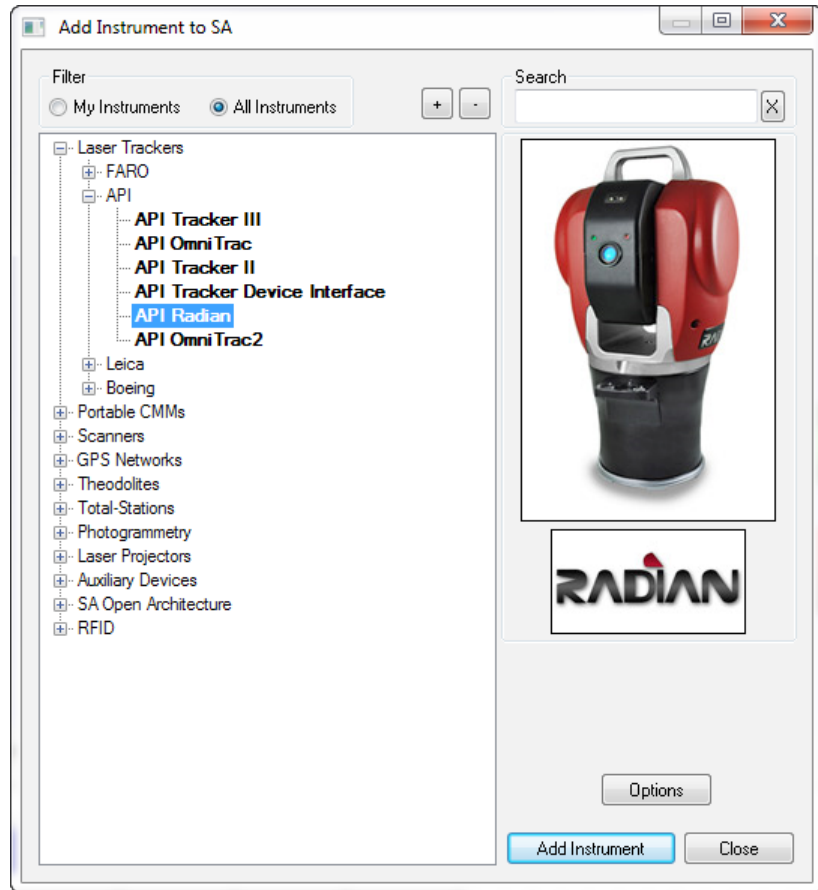 Add Instrument to SA
X
Filter
My Instruments
All Instruments
+
-
Search
X
Laser Trackers
FARO
API
API Tracker III
API OmniTrac
API Tracker II
API Tracker Device Interface
API Radian
API OmniTrac2
Leica
Boeing
Portable CMMs
Scanners
GPS Networks
Theodolites
Total-Stations
Photogrammetry
Laser Projectors
Auxiliary Devices
SA Open Architecture
RFID
RADIAN
Options
Add Instrument
Close